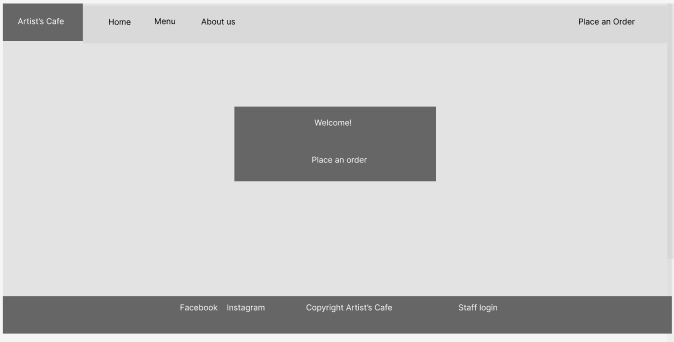 Artist's Cafe Home Menu About us Place an Order
Welcome!
Place an order
Facebook Instagram Copyright Artist's Cafe Staff login